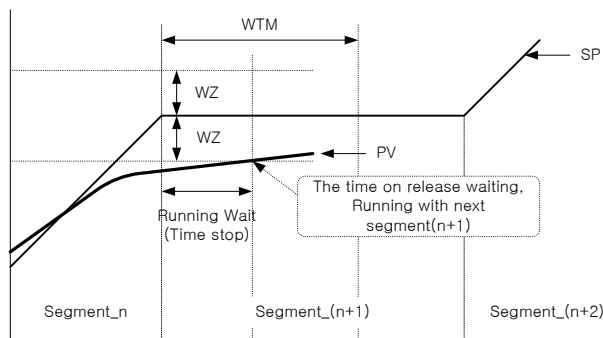 WTM
SP
WZ
WZ
PV
The time on release waiting,
Running with next
segment(n+1)
Running Wait
(Time stop)
Segment_n
Segment_(n+1)
Segment_(n+2)